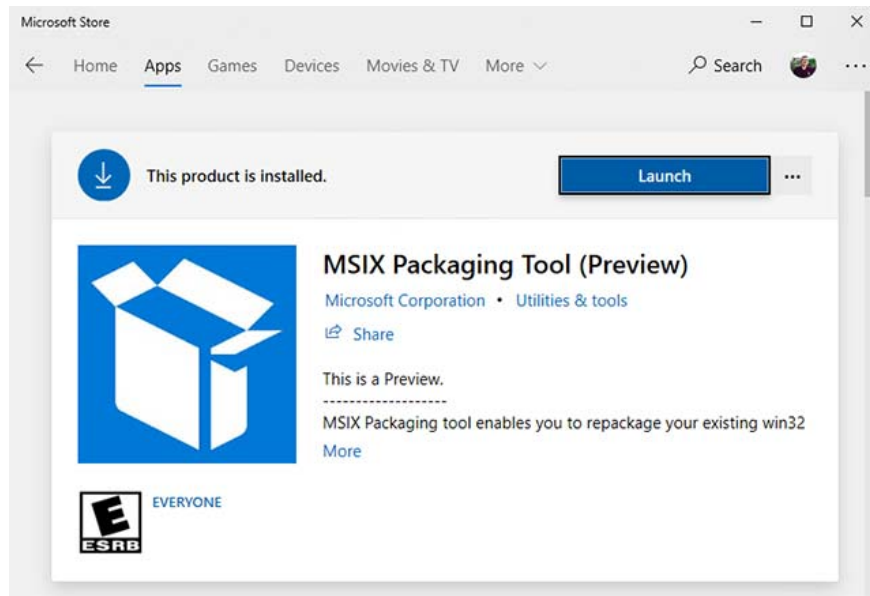 Microsoft Store
Home Apps Games Devices Movies & TV More Search ...
This product is installed. Launch ...
MSIX Packaging Tool (Preview)
Microsoft Corporation • Utilities & tools
Share
This is a Preview.
-------------------
MSIX Packaging tool enables you to repackage your existing win32
More
E EVERYONE
ESRB